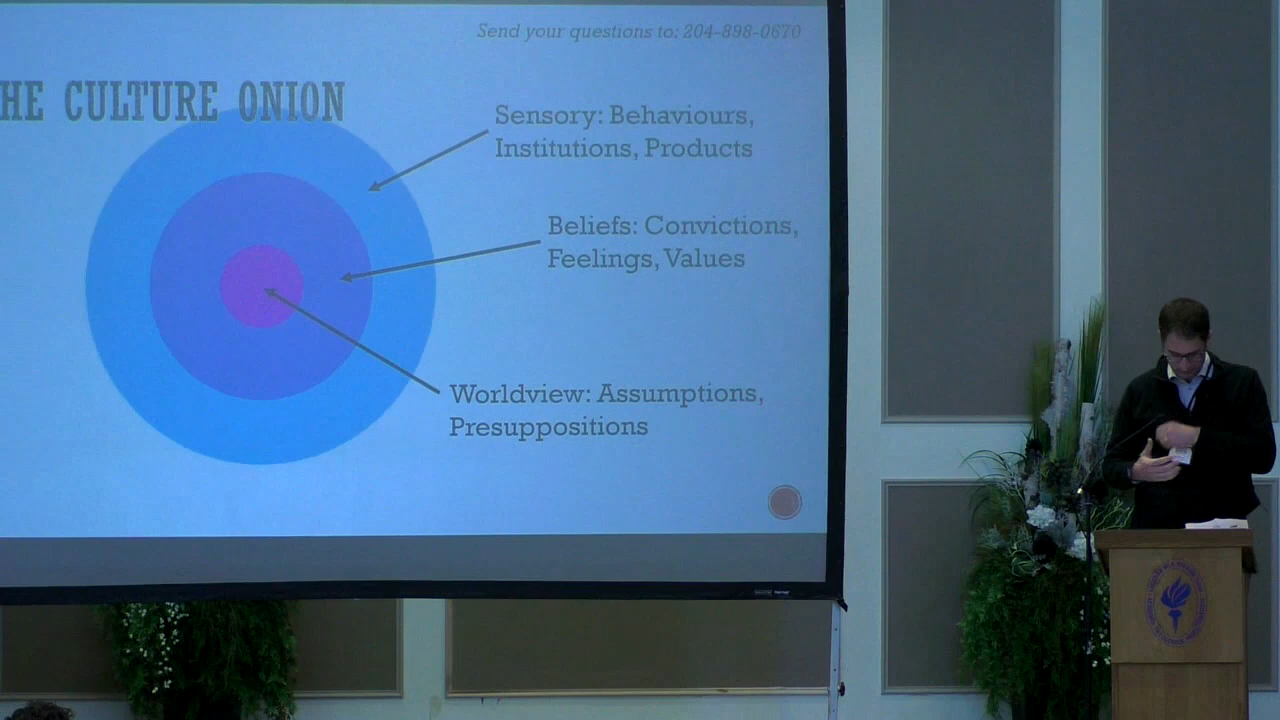 Send your questions to: 204-898-0670
HE CULTURE ONION
Sensory: Behaviours,
Institutions, Products
Beliefs: Convictions,
Feelings, Values
Worldview: Assumptions,
Presuppositions